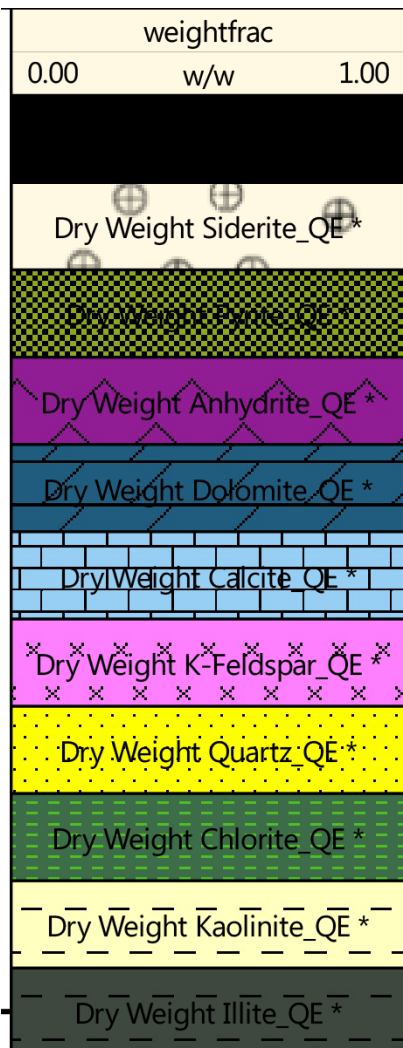 weightfrac
0.00 w/w 1.00
Dry Weight Siderite_QE *
Dry Weight Pyrite_QE *
Dry Weight Anhydrite_QE *
Dry Weight Dolomite_QE *
Dry Weight Calcite_QE *
Dry Weight K-Feldspar_QE *
Dry Weight Quartz_QE *
Dry Weight Chlorite_QE *
Dry Weight Kaolinite_QE *
Dry Weight Illite_QE *